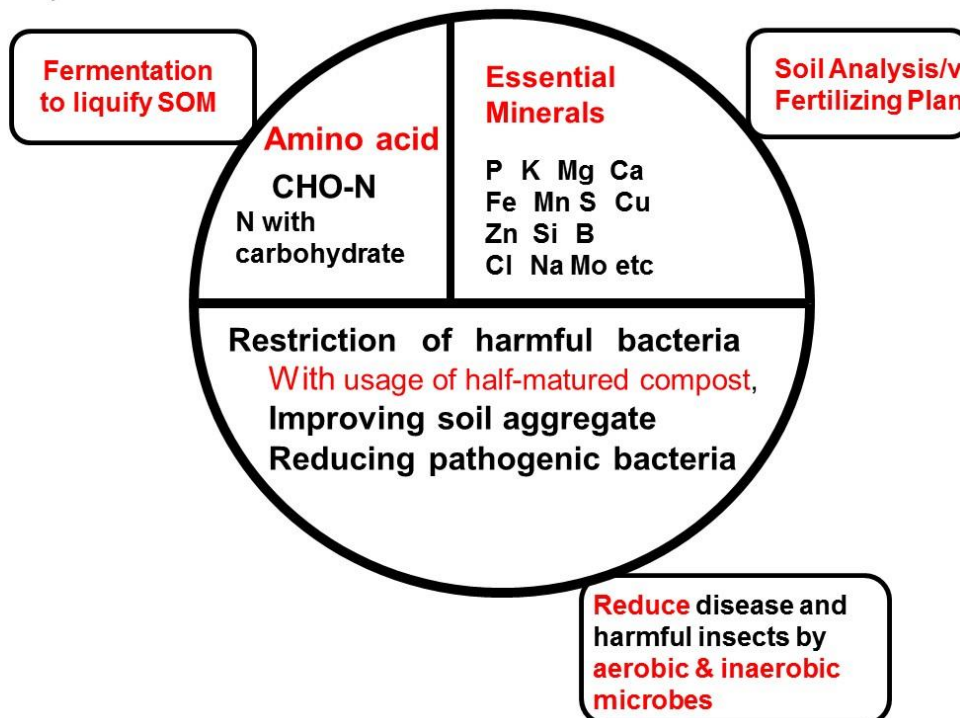 Fermentation
to liquify SOM
Amino acid
CHO-N
N with
carbohydrate
Essential
Minerals
P K Mg Ca
Fe Mn S Cu
Zn Si B
Cl Na Mo etc
Soil Analysis/v
Fertilizing Plan
Restriction of harmful bacteria
With usage of half-matured compost,
Improving soil aggregate
Reducing pathogenic bacteria
Reduce disease and
harmful insects by
aerobic & inaerobic
microbes